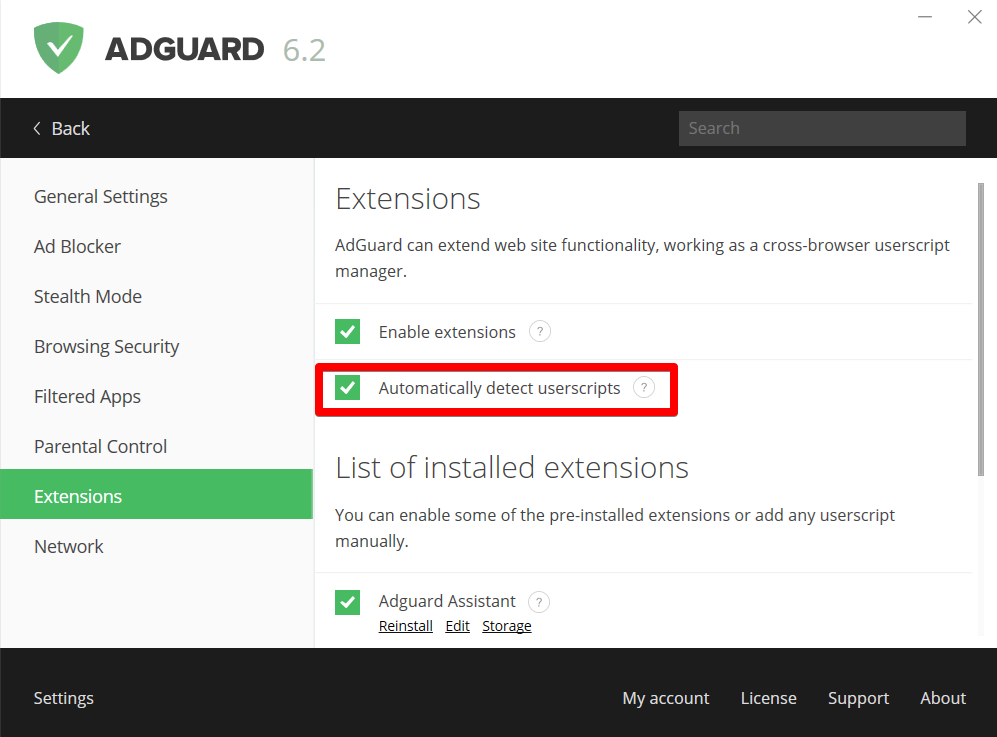 ADGUARD 6.2
Back
Search
General Settings
Ad Blocker
Stealth Mode
Browsing Security
Filtered Apps
Parental Control
Extensions
Network
Extensions
AdGuard can extend web site functionality, working as a cross-browser userscript
manager.
Enable extensions ?
Automatically detect userscripts ?
List of installed extensions
You can enable some of the pre-installed extensions or add any userscript
manually.
Adguard Assistant ?
Reinstall Edit Storage
Settings
My account License Support About